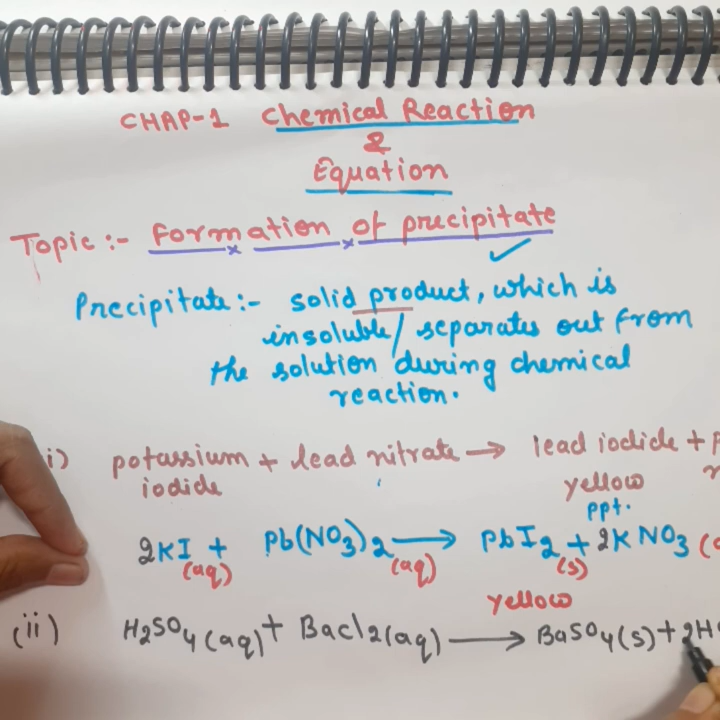 CHAP-1 Chemical Reaction
&
Equation
Topic :- Formation of precipitate
Precipitate :- solid product, which is
insoluble/ separates out from
the solution during chemical
reaction.
i) potassium + lead nitrate → lead iodide +
iodide yellow
ppt.
2KI + Pb(NO3)2 → PbI2 + 2KNO3
(aq) (aq) (s)
yellow
(ii) H2SO4(aq) + Bacl2(aq) → BaSO4(s) + 2H